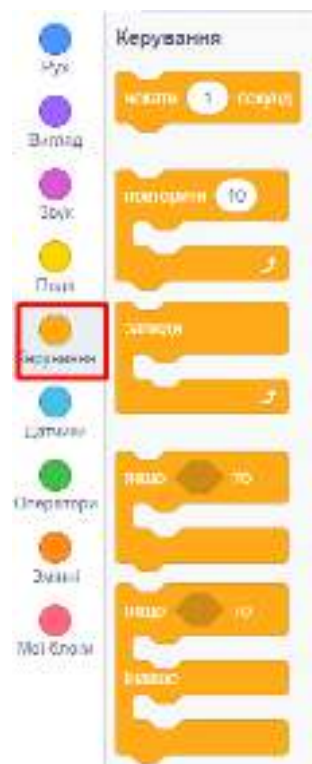 Керування
Рух
чекати 1 секунд
Вигляд
Звук
повторити 10
Події
Керування
завжди
Датчики
Оператори
якщо то
Змінні
якщо то
Мої блоки
інакше